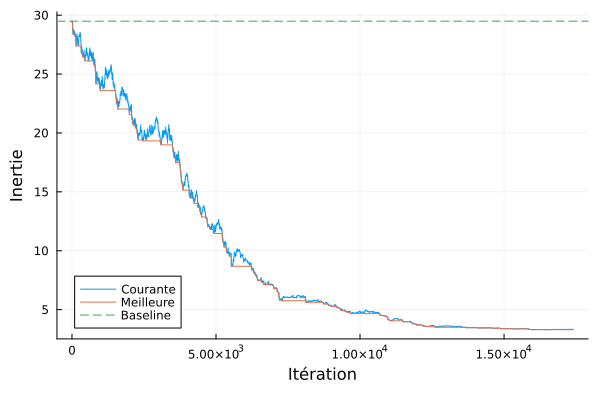 Inertie
30
25
20
15
10
5
Courante
Meilleure
Baseline
0
5.00×10³
1.00×10⁴
1.50×10⁴
Itération